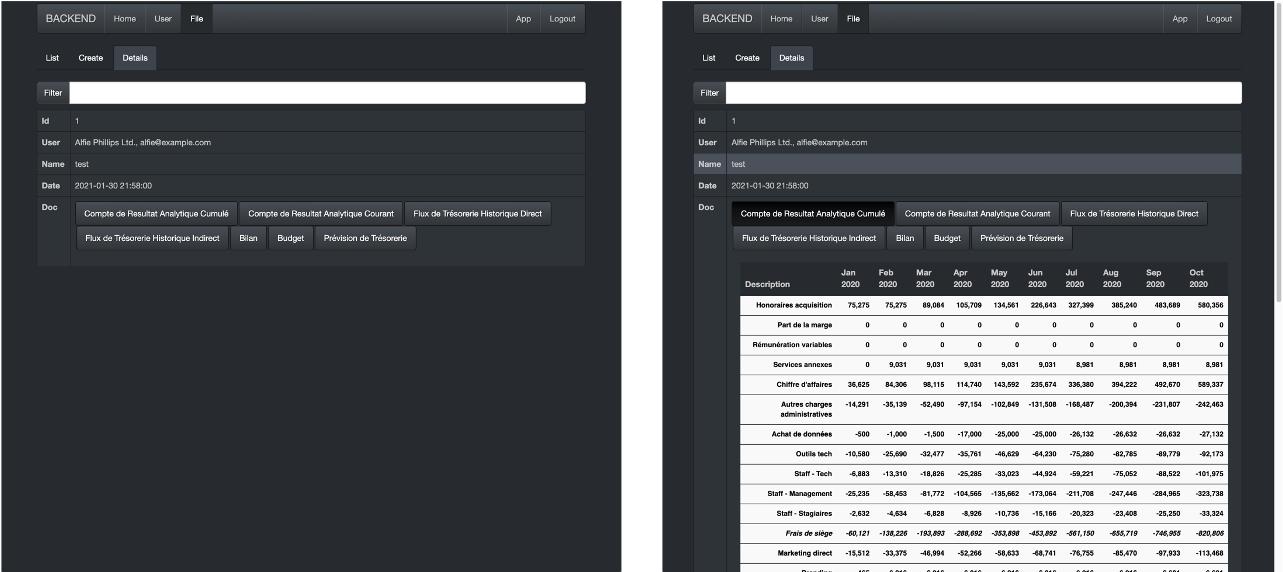 BACKEND Home User File App Logout
List Create Details
Filter
Id 1
User Alfie Phillips Ltd., alfie@example.com
Name test
Date 2021-01-30 21:58:00
Doc Compte de Resultat Analytique Cumulé Compte de Resultat Analytique Courant Flux de Trésorerie Historique Direct
Flux de Trésorerie Historique Indirect Bilan Budget Prévision de Trésorerie
BACKEND Home User File App Logout
List Create Details
Filter
Id 1
User Alfie Phillips Ltd., alfie@example.com
Name test
Date 2021-01-30 21:58:00
Doc Compte de Resultat Analytique Cumulé Compte de Resultat Analytique Courant Flux de Trésorerie Historique Direct
Flux de Trésorerie Historique Indirect Bilan Budget Prévision de Trésorerie
Jan Feb Mar Apr May Jun Jul Aug Sep Oct
Description 2020 2020 2020 2020 2020 2020 2020 2020 2020 2020
Honoraires acquisition 75,275 75,275 89,084 105,709 134,561 226,643 327,399 385,240 483,689 580,356
Part de la marge 0 0 0 0 0 0 0 0 0 0
Rémunération variables 0 0 0 0 0 0 0 0 0 0
Services annexes 0 9,031 9,031 9,031 9,031 9,031 8,981 8,981 8,981 8,981
Chiffre d'affaires 36,625 84,306 98,115 114,740 143,592 235,674 336,380 394,222 492,670 589,337
Autres charges -14,291 -35,139 -52,490 -97,154 -102,849 -131,508 -168,487 -200,394 -231,807 -242,463
administratives
Achat de données -500 -1,000 -1,500 -17,000 -25,000 -25,000 -26,132 -26,632 -26,632 -27,132
Outils tech -10,580 -25,690 -32,477 -35,761 -46,629 -64,230 -75,280 -82,785 -89,779 -92,173
Staff - Tech -6,883 -13,310 -18,826 -25,285 -33,023 -44,924 -59,221 -75,052 -88,522 -101,975
Staff - Management -25,235 -58,453 -81,772 -104,565 -135,662 -173,064 -211,708 -247,446 -284,965 -323,738
Staff - Stagiaires -2,632 -4,634 -6,828 -8,926 -10,736 -15,166 -20,323 -23,408 -25,250 -33,324
Frais de siège -60,121 -138,226 -193,893 -288,692 -353,898 -453,892 -561,150 -655,719 -746,955 -820,806
Marketing direct -15,512 -33,375 -46,994 -52,266 -58,633 -68,741 -76,755 -85,470 -97,933 -113,468